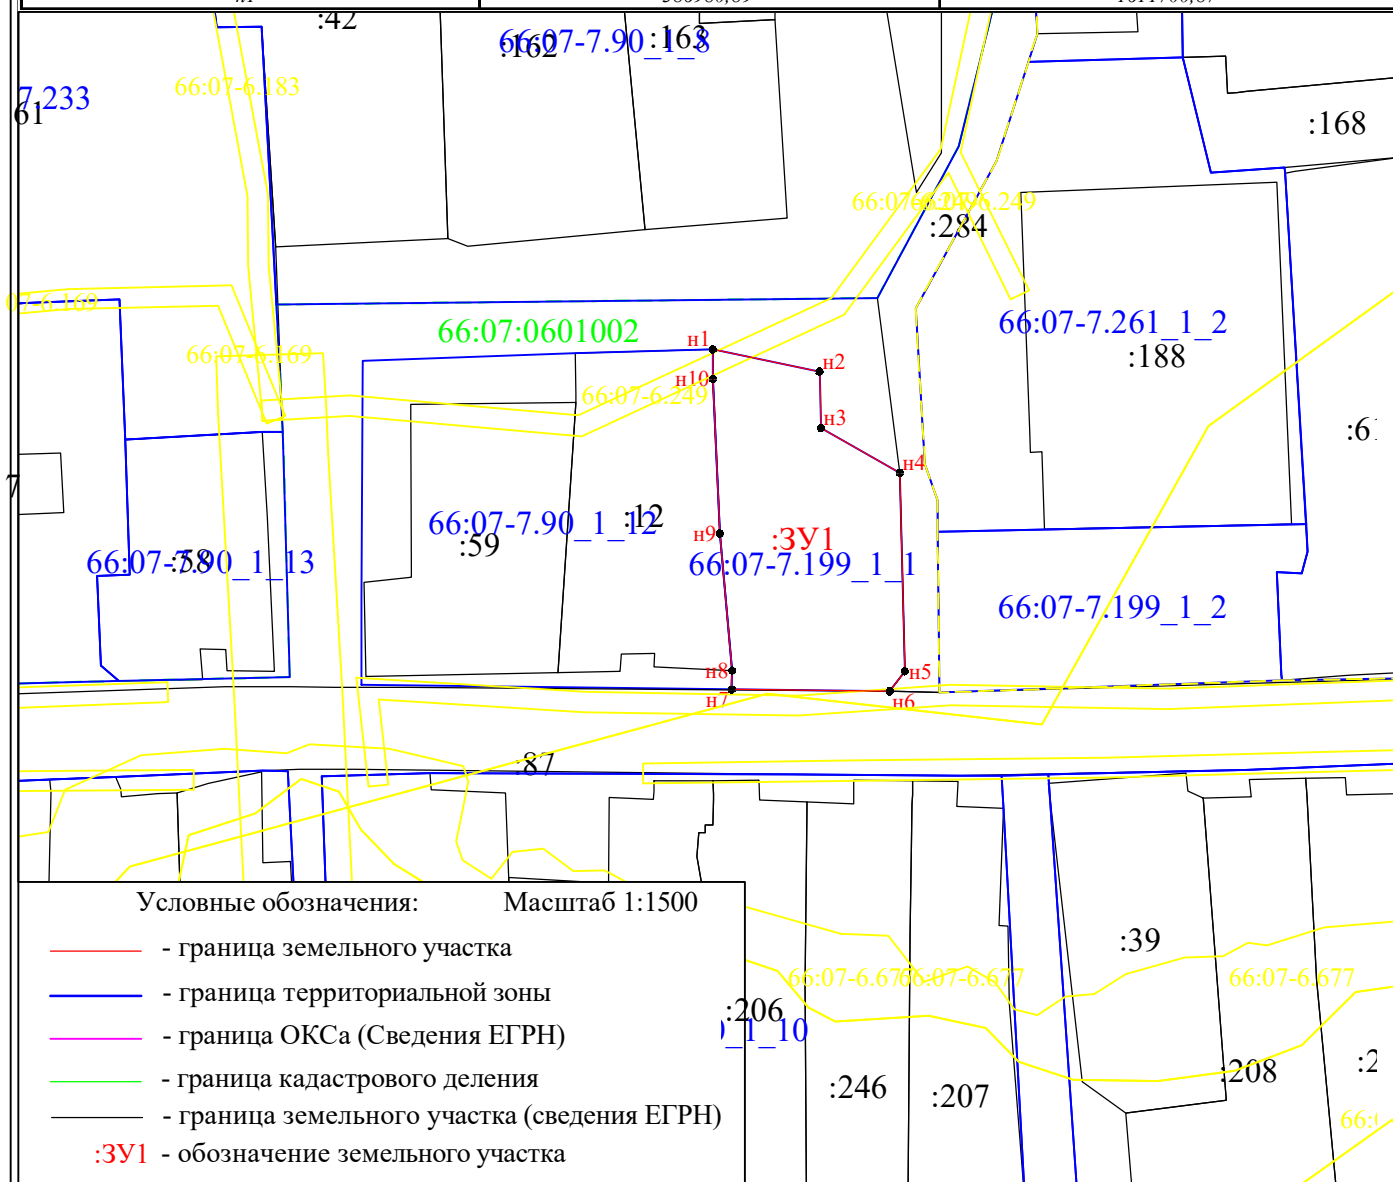 :42
66:07-7.90_1_8
:162
:163
66:07-6.183
7.233
61
:168
66:07-6.249
:284
07-6.169
66:07:0601002
н1
66:07-7.261_1_2
:188
66:07-6.169
н2
н10
66:07-6.249
н3
н4
7
:12
66:07-7.90_1_12
:59
н9
:ЗУ1
66:07-7.90_1_13
:58
66:07-7.199_1_1
66:07-7.199_1_2
н8
н5
н7
н6
:87
Условные обозначения: Масштаб 1:1500
- граница земельного участка
- граница территориальной зоны
- граница ОКСа (Сведения ЕГРН)
- граница кадастрового деления
- граница земельного участка (сведения ЕГРН)
:ЗУ1 - обозначение земельного участка
:39
66:07-6.677
66:07-6.677
:206
_1_10
:246
:207
:208